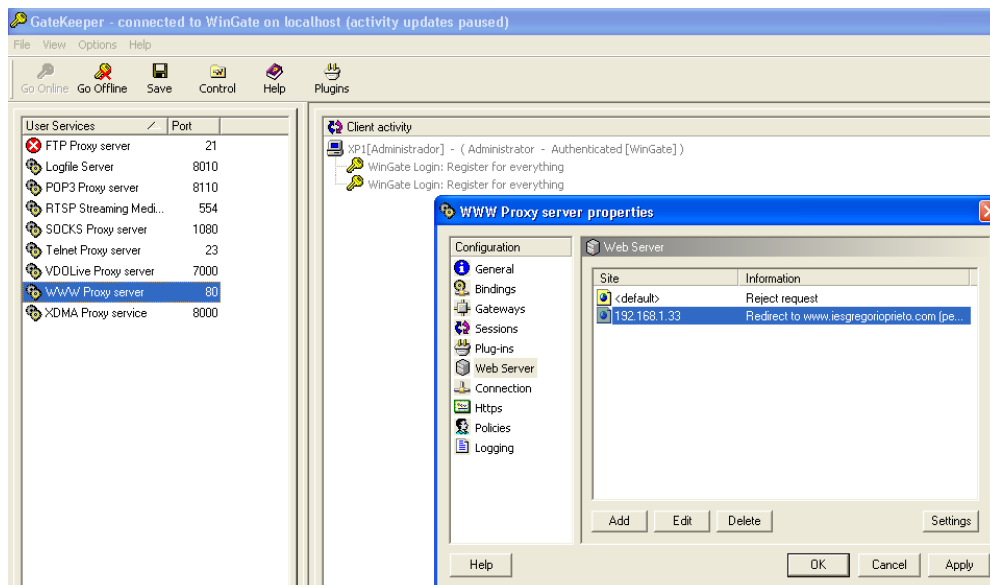 GateKeeper - connected to WinGate on localhost (activity updates paused)
File View Options Help
Go Online Go Offline Save Control Help Plugins
User Services Port
FTP Proxy server 21
Logfile Server 8010
POP3 Proxy server 8110
RTSP Streaming Medi... 554
SOCKS Proxy server 1080
Telnet Proxy server 23
VDOLive Proxy server 7000
WWW Proxy server 80
XDMA Proxy service 8000
Client activity
XP1[Administrador] - ( Administrator - Authenticated [WinGate] )
WinGate Login: Register for everything
WinGate Login: Register for everything
WWW Proxy server properties
Configuration
General
Bindings
Gateways
Sessions
Plug-ins
Web Server
Connection
Https
Policies
Logging
Web Server
Site Information
<default> Reject request
192.168.1.33 Redirect to www.iesgregorioprieto.com (pe...
Add Edit Delete Settings
Help OK Cancel Apply